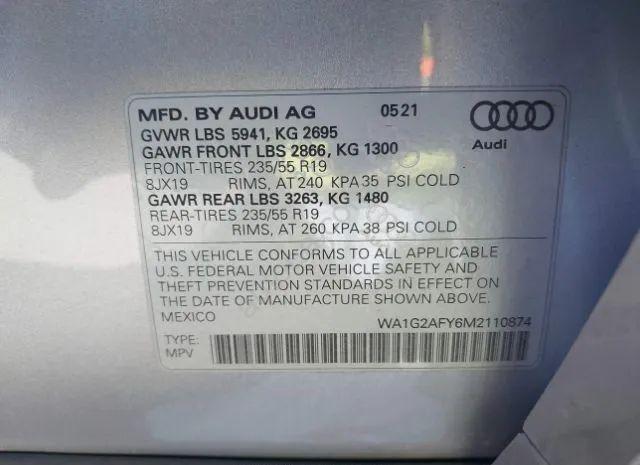 MFD. BY AUDI AG 0521
GVWR LBS 5941, KG 2695
GAWR FRONT LBS 2866, KG 1300
FRONT-TIRES 235/55 R19
8JX19 RIMS, AT 240 KPA 35 PSI COLD
GAWR REAR LBS 3263, KG 1480
REAR-TIRES 235/55 R19
8JX19 RIMS, AT 260 KPA 38 PSI COLD
Audi
THIS VEHICLE CONFORMS TO ALL APPLICABLE
U.S. FEDERAL MOTOR VEHICLE SAFETY AND
THEFT PREVENTION STANDARDS IN EFFECT ON
THE DATE OF MANUFACTURE SHOWN ABOVE.
MEXICO WA1G2AFY6M2110874
TYPE:
MPV